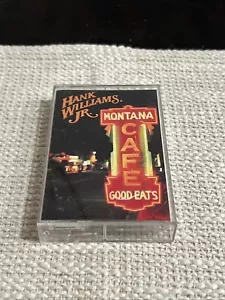 HANK
WILLIAMS,
JR.
MONTANA
CAFE
GOOD EATS